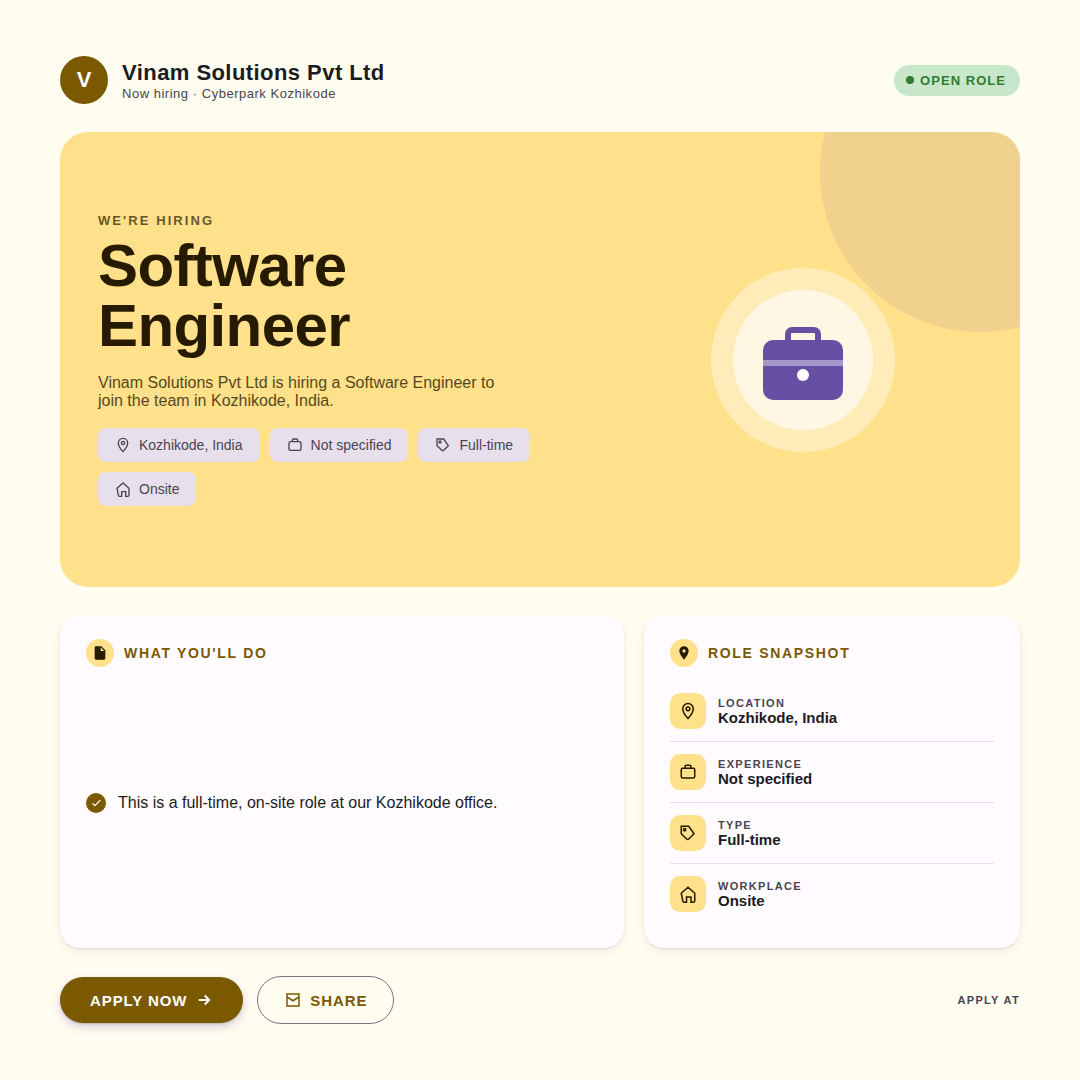 V
Vinam Solutions Pvt Ltd
Now hiring · Cyberpark Kozhikode
OPEN ROLE
WE'RE HIRING
Software
Engineer
Vinam Solutions Pvt Ltd is hiring a Software Engineer to
join the team in Kozhikode, India.
Kozhikode, India
Not specified
Full-time
Onsite
WHAT YOU'LL DO
This is a full-time, on-site role at our Kozhikode office.
ROLE SNAPSHOT
LOCATION
Kozhikode, India
EXPERIENCE
Not specified
TYPE
Full-time
WORKPLACE
Onsite
APPLY NOW
SHARE
APPLY AT